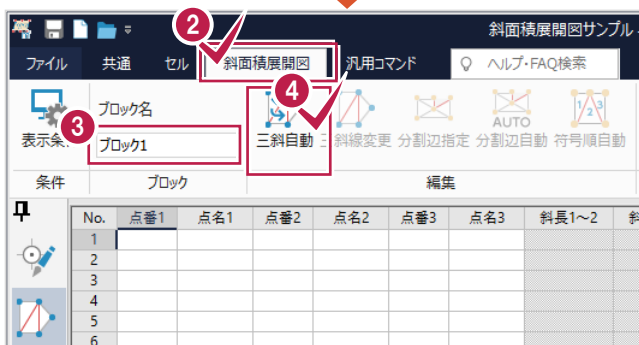 斜面積展開図サンプル
2
ファイル 共通 セル 斜面積展開図 汎用コマンド ヘルプ・FAQ検索
4
ブロック名
3
ブロック1
AUTO
1 2 3
表示条件 三斜自動 三斜線変更 分割辺指定 分割辺自動 符号順自動
条件 ブロック 編集
No. 点番1 点名1 点番2 点名2 点番3 点名3 斜長1~2 斜
1
2
3
4
5
6